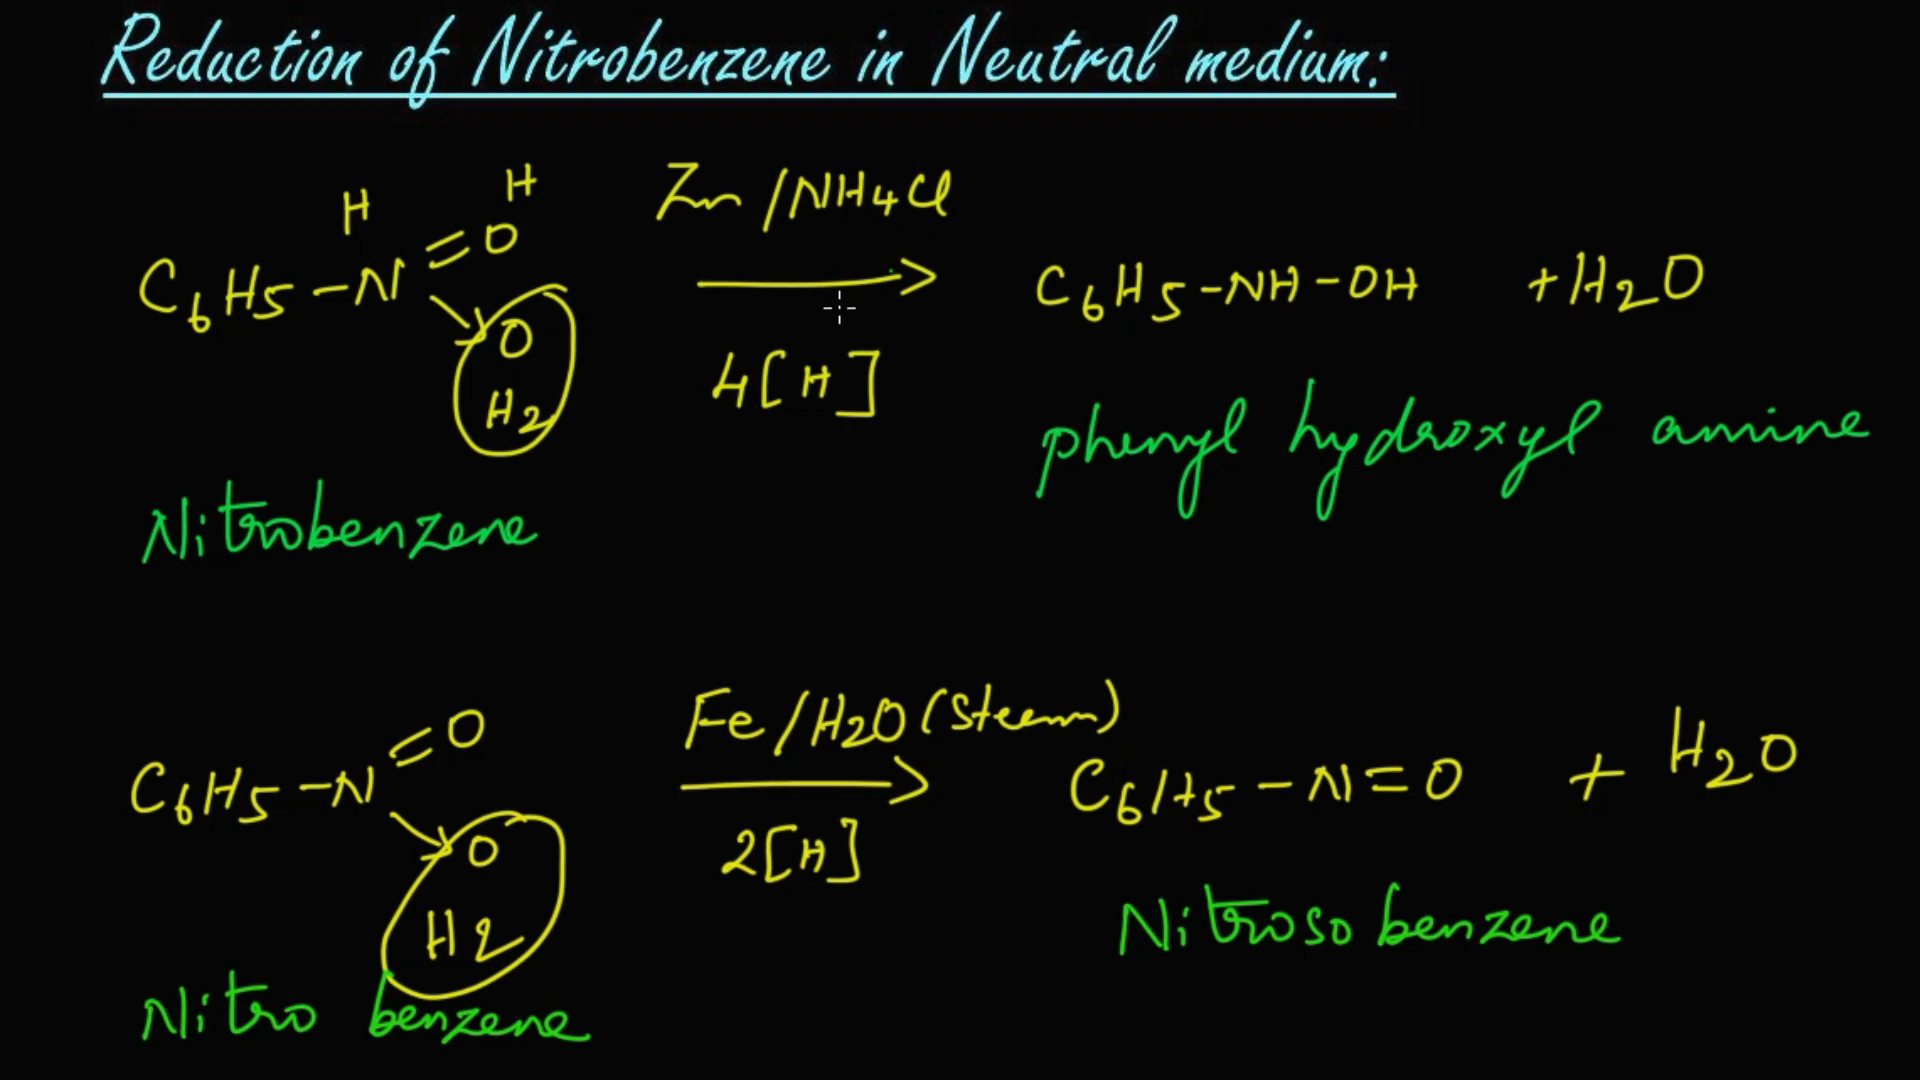 Reduction of Nitrobenzene in Neutral medium:
H H
C6H5-N=O Zn/NH4Cl
O 4[H] C6H5-NH-OH +H2O
H2
phenyl hydroxyl amine
Nitrobenzene
C6H5-N=O Fe/H2O(Steam)
O 2[H] C6H5-N=O + H2O
H2
Nitroso benzene
Nitro benzene